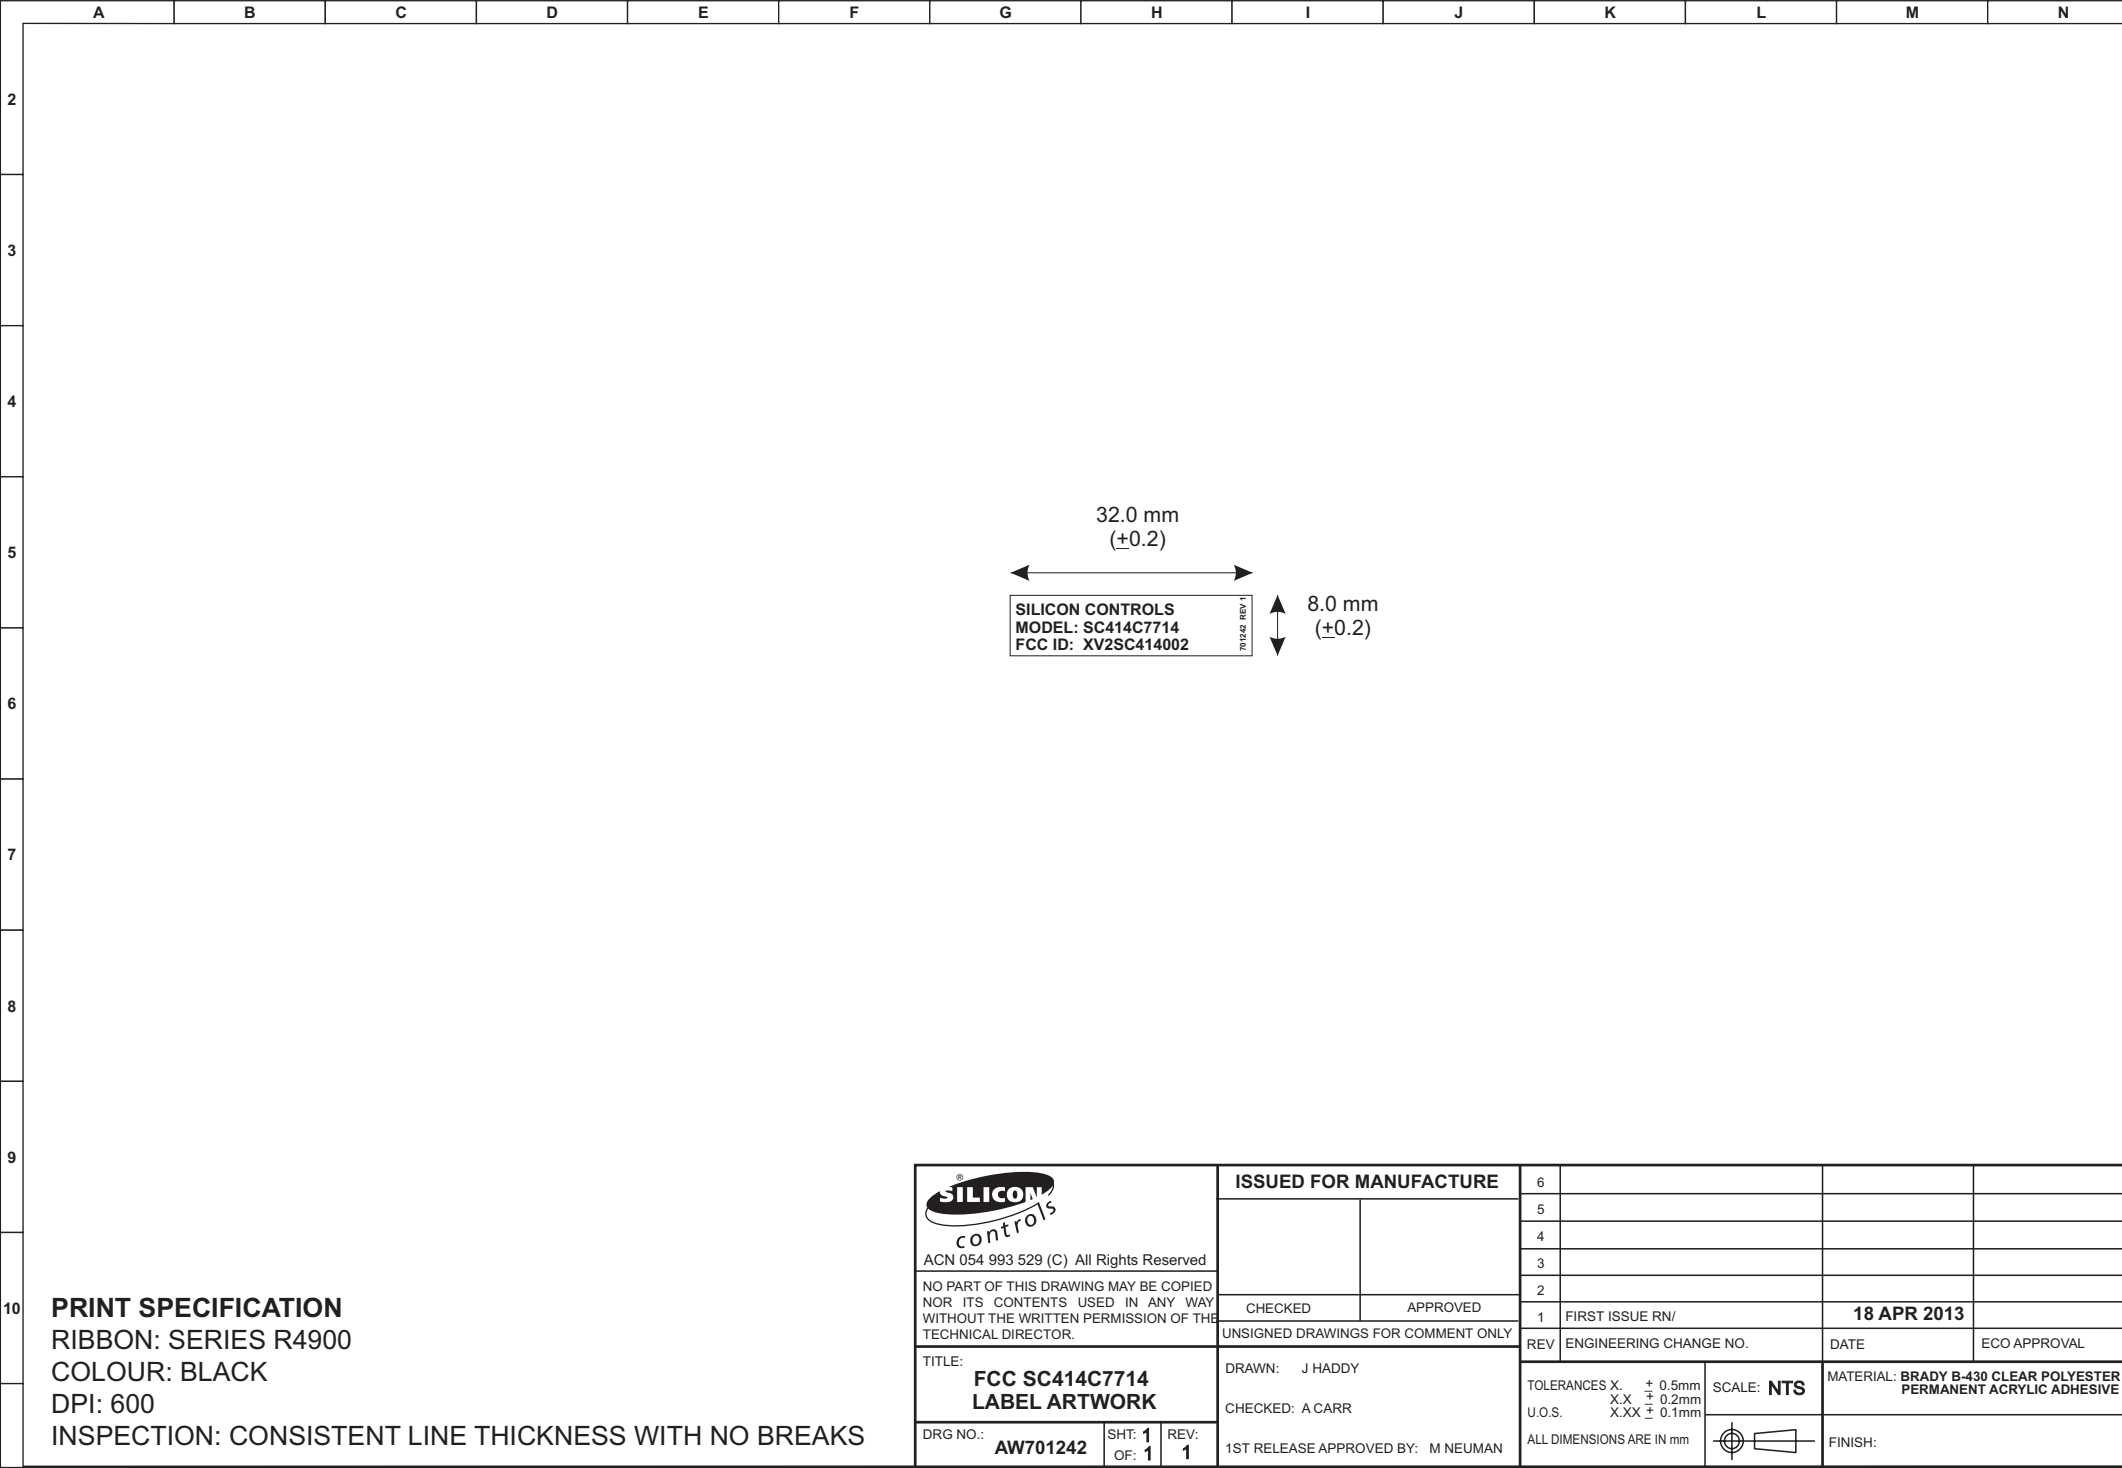 A B C D E F G H I J K L M N
2
3
4
5
6
7
8
9
10
32.0 mm
(±0.2)
SILICON CONTROLS
MODEL: SC414C7714
FCC ID: XV2SC414002
701242 REV 1
8.0 mm
(±0.2)
PRINT SPECIFICATION
RIBBON: SERIES R4900
COLOUR: BLACK
DPI: 600
INSPECTION: CONSISTENT LINE THICKNESS WITH NO BREAKS
®
SILICON
controls
ACN 054 993 529 (C) All Rights Reserved
NO PART OF THIS DRAWING MAY BE COPIED
NOR ITS CONTENTS USED IN ANY WAY
WITHOUT THE WRITTEN PERMISSION OF THE
TECHNICAL DIRECTOR.
TITLE:
FCC SC414C7714
LABEL ARTWORK
DRG NO.: AW701242
SHT: 1
OF: 1
REV:
1
ISSUED FOR MANUFACTURE
CHECKED APPROVED
UNSIGNED DRAWINGS FOR COMMENT ONLY
DRAWN: J HADDY
CHECKED: A CARR
1ST RELEASE APPROVED BY: M NEUMAN
6
5
4
3
2
1 FIRST ISSUE RN/ 18 APR 2013
REV ENGINEERING CHANGE NO. DATE ECO APPROVAL
TOLERANCES X. ± 0.5mm
X.X ± 0.2mm
U.O.S. X.XX ± 0.1mm
ALL DIMENSIONS ARE IN mm
SCALE: NTS
MATERIAL: BRADY B-430 CLEAR POLYESTER
PERMANENT ACRYLIC ADHESIVE
FINISH: